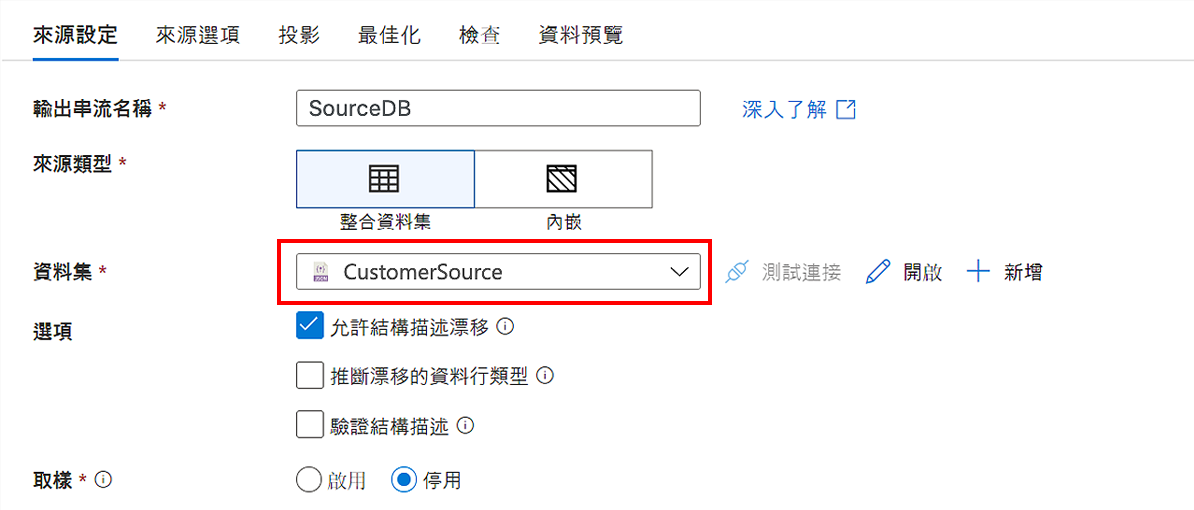 來源設定 來源選項 投影 最佳化 檢查 資料預覽
輸出串流名稱 * SourceDB 深入了解
來源類型 *
整合資料集 內嵌
資料集 * CustomerSource 測試連接 開啟 新增
選項 允許結構描述漂移
推斷漂移的資料行類型
驗證結構描述
取樣 * 啟用 停用